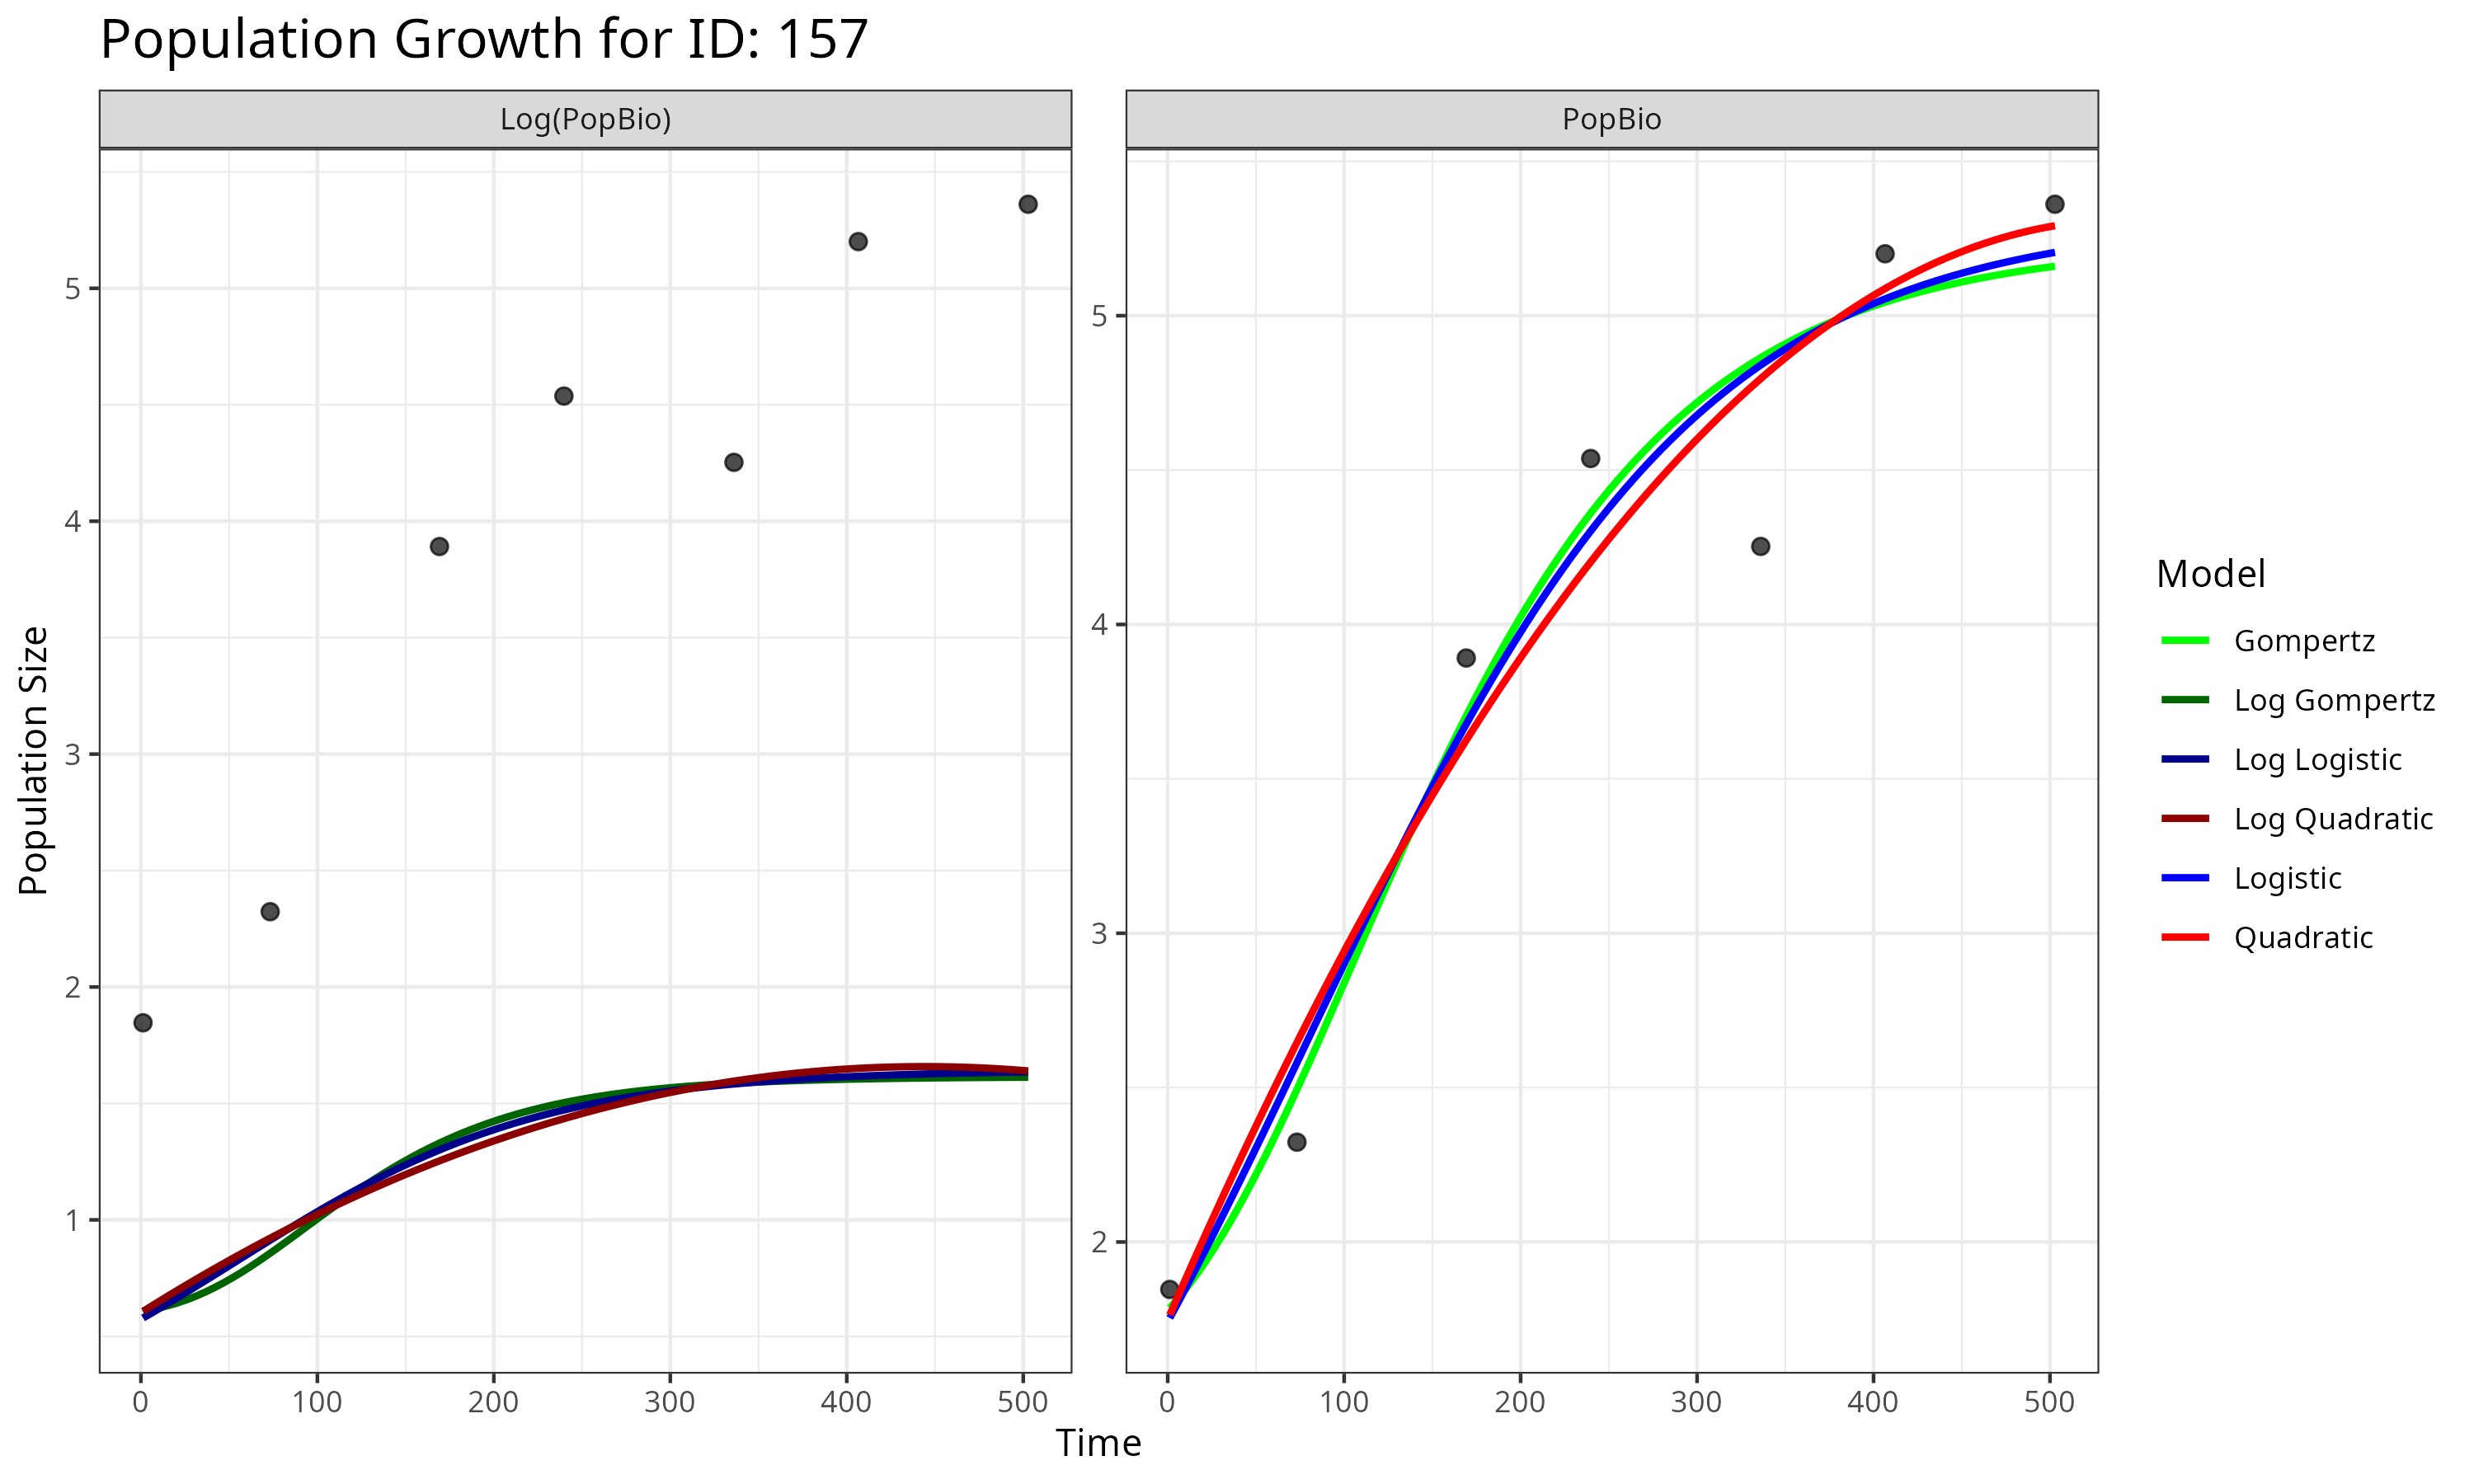 Population Growth for ID: 157
Log(PopBio)
PopBio
Population Size
5
4
3
2
1
5
4
3
2
0 100 200 300 400 500
0 100 200 300 400 500
Time
Model
Gompertz
Log Gompertz
Log Logistic
Log Quadratic
Logistic
Quadratic